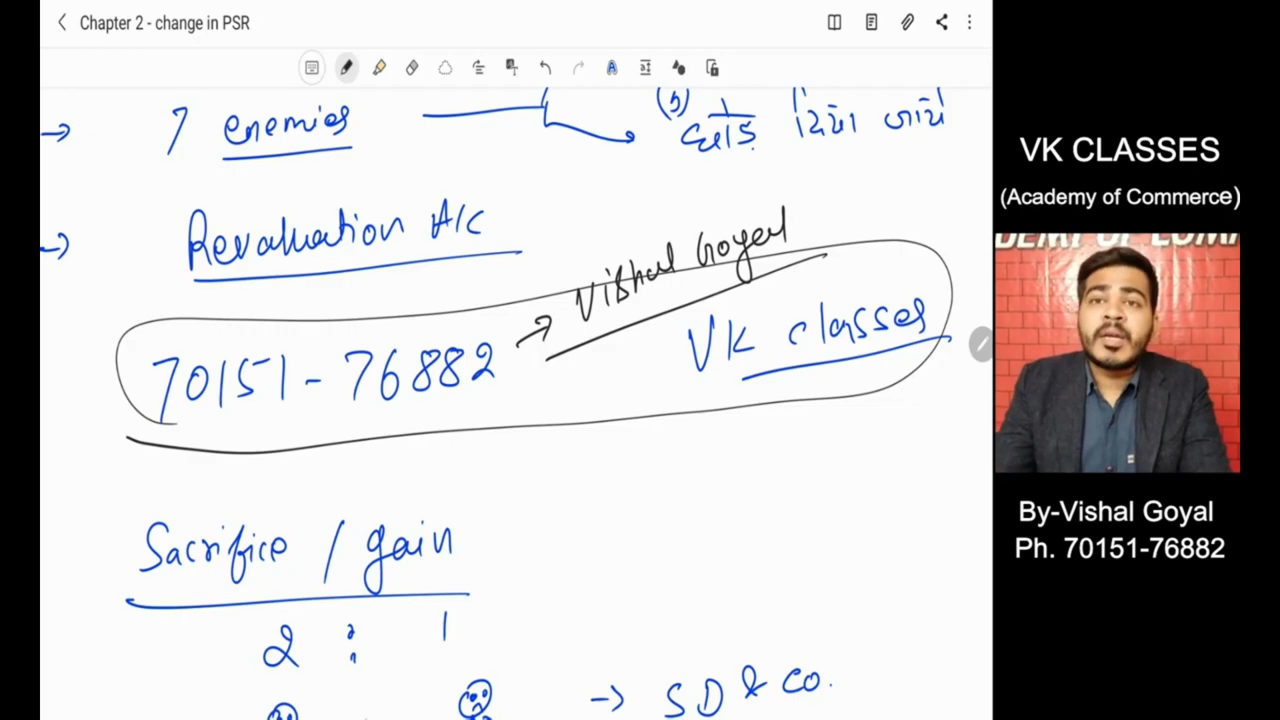 Chapter 2 - change in PSR
→ 7 enemies
(5)
→ Revaluation A/C
→ Vishal Goyal
70151-76882
VK classes
Sacrifice / gain
2 : 1
→ SD & Co.
VK CLASSES
(Academy of Commerce)
By-Vishal Goyal
Ph. 70151-76882